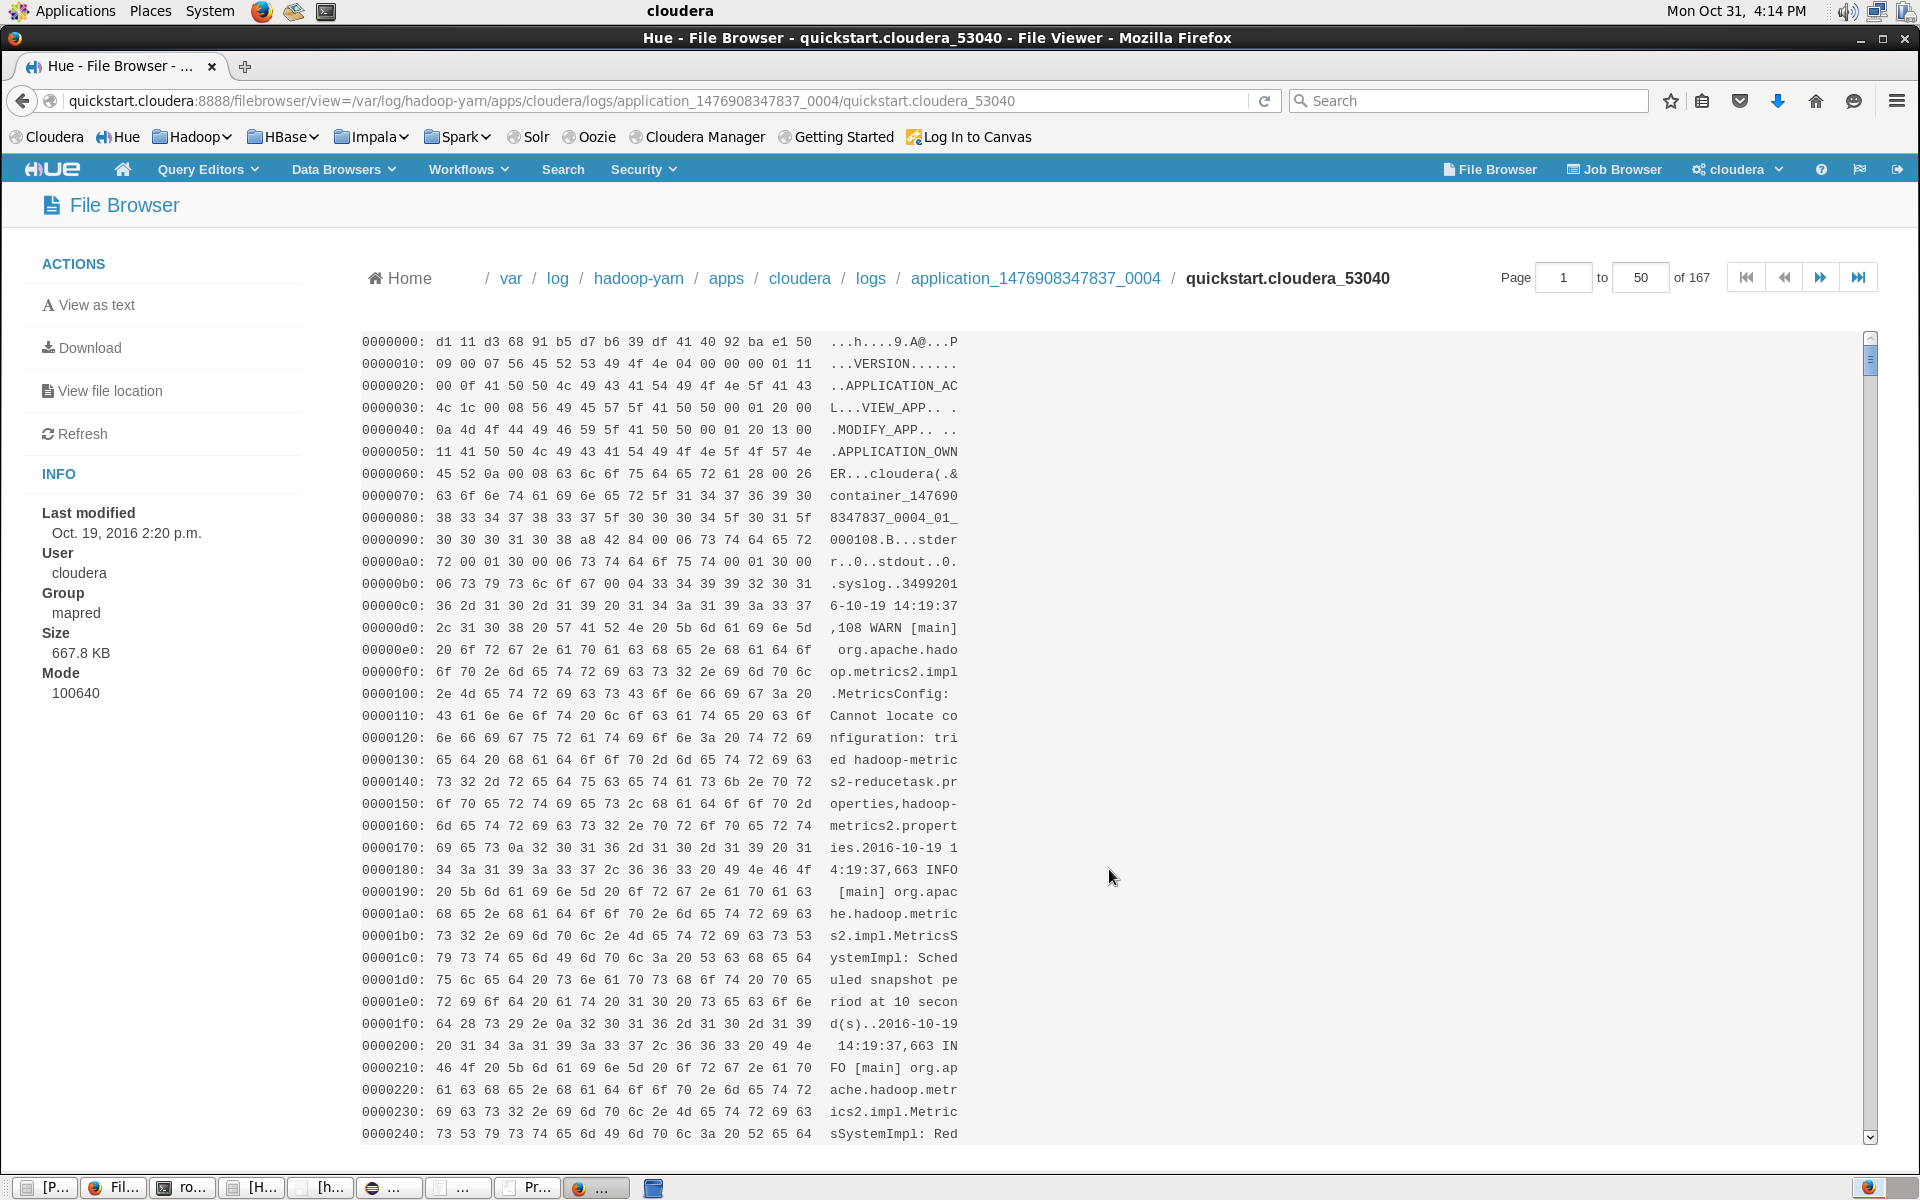 Applications Places System cloudera Mon Oct 31, 4:14 PM
Hue - File Browser - quickstart.cloudera_53040 - File Viewer - Mozilla Firefox
Hue - File Browser - ...
quickstart.cloudera:8888/filebrowser/view=/var/log/hadoop-yarn/apps/cloudera/logs/application_1476908347837_0004/quickstart.cloudera_53040 Search
Cloudera Hue Hadoop HBase Impala Spark Solr Oozie Cloudera Manager Getting Started Log In to Canvas
HUE Query Editors Data Browsers Workflows Search Security File Browser Job Browser cloudera
File Browser
ACTIONS
View as text
Download
View file location
Refresh
INFO
Last modified
Oct. 19, 2016 2:20 p.m.
User
cloudera
Group
mapred
Size
667.8 KB
Mode
100640
Home / var / log / hadoop-yarn / apps / cloudera / logs / application_1476908347837_0004 / quickstart.cloudera_53040 Page 1 to 50 of 167
0000000: d1 11 d3 68 91 b5 d7 b6 39 df 41 40 92 ba e1 50 ...h....9.A@...P
0000010: 09 00 07 56 45 52 53 49 4f 4e 04 00 00 00 01 11 ...VERSION......
0000020: 00 0f 41 50 50 4c 49 43 41 54 49 4f 4e 5f 41 43 ..APPLICATION_AC
0000030: 4c 1c 00 08 56 49 45 57 5f 41 50 50 00 01 20 00 L...VIEW_APP.. .
0000040: 0a 4d 4f 44 49 46 59 5f 41 50 50 00 01 20 13 00 .MODIFY_APP.. ..
0000050: 11 41 50 50 4c 49 43 41 54 49 4f 4e 5f 4f 57 4e .APPLICATION_OWN
0000060: 45 52 0a 00 08 63 6c 6f 75 64 65 72 61 28 00 26 ER...cloudera(.&
0000070: 63 6f 6e 74 61 69 6e 65 72 5f 31 34 37 36 39 30 container_147690
0000080: 38 33 34 37 38 33 37 5f 30 30 30 34 5f 30 31 5f 8347837_0004_01_
0000090: 30 30 30 31 30 38 a8 42 84 00 06 73 74 64 65 72 000108.B...stder
00000a0: 72 00 01 30 00 06 73 74 64 6f 75 74 00 01 30 00 r..0..stdout..0.
00000b0: 06 73 79 73 6c 6f 67 00 04 33 34 39 39 32 30 31 .syslog..3499201
00000c0: 36 2d 31 30 2d 31 39 20 31 34 3a 31 39 3a 33 37 6-10-19 14:19:37
00000d0: 2c 31 30 38 20 57 41 52 4e 20 5b 6d 61 69 6e 5d ,108 WARN [main]
00000e0: 20 6f 72 67 2e 61 70 61 63 68 65 2e 68 61 64 6f  org.apache.hado
00000f0: 6f 70 2e 6d 65 74 72 69 63 73 32 2e 69 6d 70 6c op.metrics2.impl
0000100: 2e 4d 65 74 72 69 63 73 43 6f 6e 66 69 67 3a 20 .MetricsConfig:
0000110: 43 61 6e 6e 6f 74 20 6c 6f 63 61 74 65 20 63 6f Cannot locate co
0000120: 6e 66 69 67 75 72 61 74 69 6f 6e 3a 20 74 72 69 nfiguration: tri
0000130: 65 64 20 68 61 64 6f 6f 70 2d 6d 65 74 72 69 63 ed hadoop-metric
0000140: 73 32 2d 72 65 64 75 63 65 74 61 73 6b 2e 70 72 s2-reducetask.pr
0000150: 6f 70 65 72 74 69 65 73 2c 68 61 64 6f 6f 70 2d operties,hadoop-
0000160: 6d 65 74 72 69 63 73 32 2e 70 72 6f 70 65 72 74 metrics2.propert
0000170: 69 65 73 0a 32 30 31 36 2d 31 30 2d 31 39 20 31 ies.2016-10-19 1
0000180: 34 3a 31 39 3a 33 37 2c 36 36 33 20 49 4e 46 4f 4:19:37,663 INFO
0000190: 20 5b 6d 61 69 6e 5d 20 6f 72 67 2e 61 70 61 63  [main] org.apac
00001a0: 68 65 2e 68 61 64 6f 6f 70 2e 6d 65 74 72 69 63 he.hadoop.metric
00001b0: 73 32 2e 69 6d 70 6c 2e 4d 65 74 72 69 63 73 53 s2.impl.MetricsS
00001c0: 79 73 74 65 6d 49 6d 70 6c 3a 20 53 63 68 65 64 ystemImpl: Sched
00001d0: 75 6c 65 64 20 73 6e 61 70 73 68 6f 74 20 70 65 uled snapshot pe
00001e0: 72 69 6f 64 20 61 74 20 31 30 20 73 65 63 6f 6e riod at 10 secon
00001f0: 64 28 73 29 2e 0a 32 30 31 36 2d 31 30 2d 31 39 d(s)..2016-10-19
0000200: 20 31 34 3a 31 39 3a 33 37 2c 36 36 33 20 49 4e  14:19:37,663 IN
0000210: 46 4f 20 5b 6d 61 69 6e 5d 20 6f 72 67 2e 61 70 FO [main] org.ap
0000220: 61 63 68 65 2e 68 61 64 6f 6f 70 2e 6d 65 74 72 ache.hadoop.metr
0000230: 69 63 73 32 2e 69 6d 70 6c 2e 4d 65 74 72 69 63 ics2.impl.Metric
0000240: 73 53 79 73 74 65 6d 49 6d 70 6c 3a 20 52 65 64 sSystemImpl: Red
[P... Fil... ro... [H... [h... ... ... Pr... ...